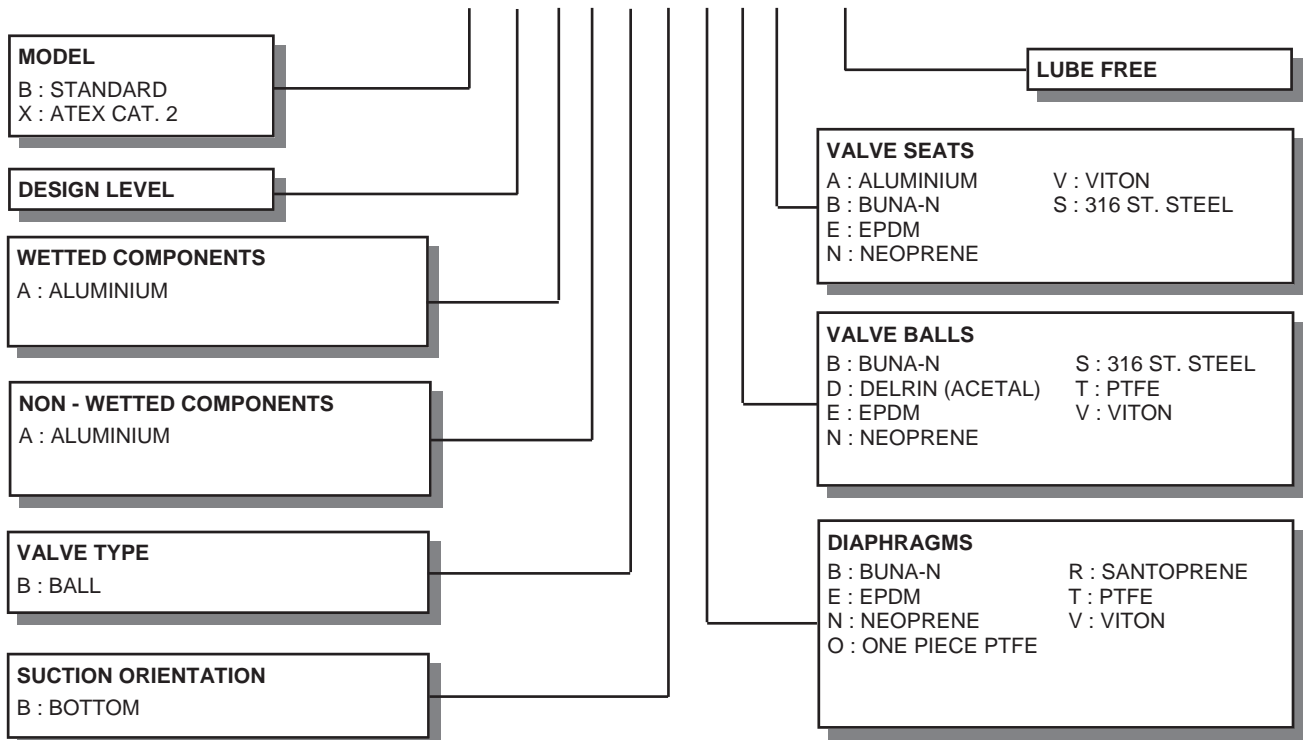 MODEL
B : STANDARD
X : ATEX CAT. 2
DESIGN LEVEL
WETTED COMPONENTS
A : ALUMINIUM
NON - WETTED COMPONENTS
A : ALUMINIUM
VALVE TYPE
B : BALL
SUCTION ORIENTATION
B : BOTTOM
LUBE FREE
VALVE SEATS
A : ALUMINIUM V : VITON
B : BUNA-N S : 316 ST. STEEL
E : EPDM
N : NEOPRENE
VALVE BALLS
B : BUNA-N S : 316 ST. STEEL
D : DELRIN (ACETAL) T : PTFE
E : EPDM V : VITON
N : NEOPRENE
DIAPHRAGMS
B : BUNA-N R : SANTOPRENE
E : EPDM T : PTFE
N : NEOPRENE V : VITON
O : ONE PIECE PTFE